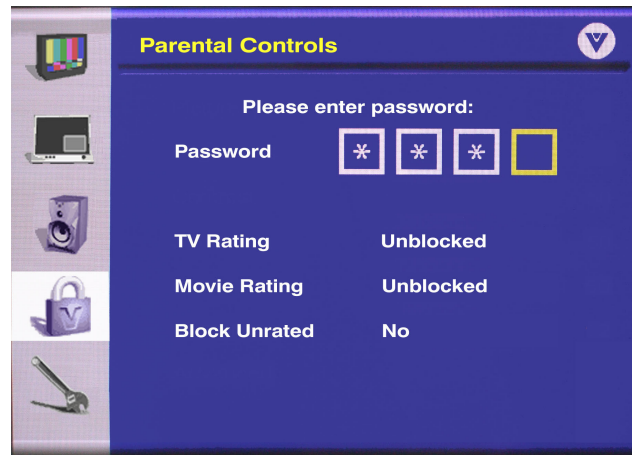 Parental Controls
Please enter password:
Password * * *
TV Rating Unblocked
Movie Rating Unblocked
Block Unrated No